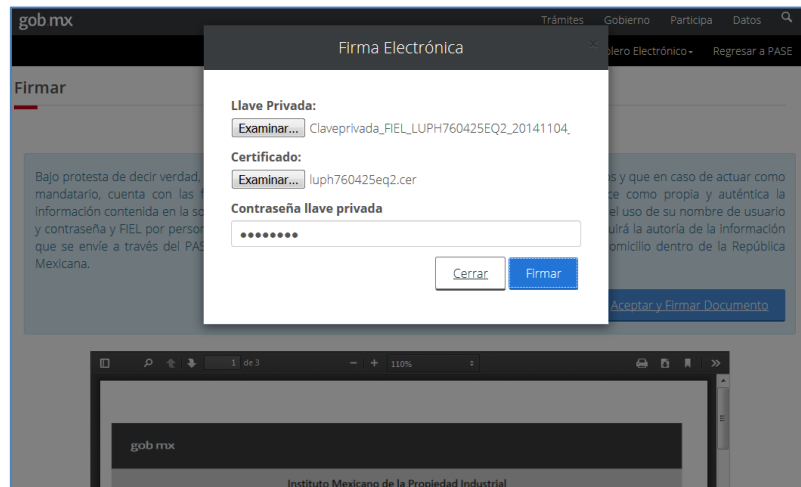 gob mx
Trámites Gobierno Participa Datos
Firma Electrónica
×
blero Electrónico Regresar a PASE
Firmar
Llave Privada:
Examinar... Claveprivada_FIEL_LUPH760425EQ2_20141104_
Certificado:
Examinar... luph760425eq2.cer
Contraseña llave privada
••••••••
Cerrar Firmar
Bajo protesta de decir verdad,
os y que en caso de actuar como
mandatario, cuenta con las
ce como propia y auténtica la
información contenida en la
el uso de su nombre de usuario
y contraseña y FIEL por
uirá la autoría de la información
que se envíe a través del PAS
omicilio dentro de la República
Mexicana.
Aceptar y Firmar Documento
1 de 3
− + 110%
gob mx
Instituto Mexicano de la Propiedad Industrial